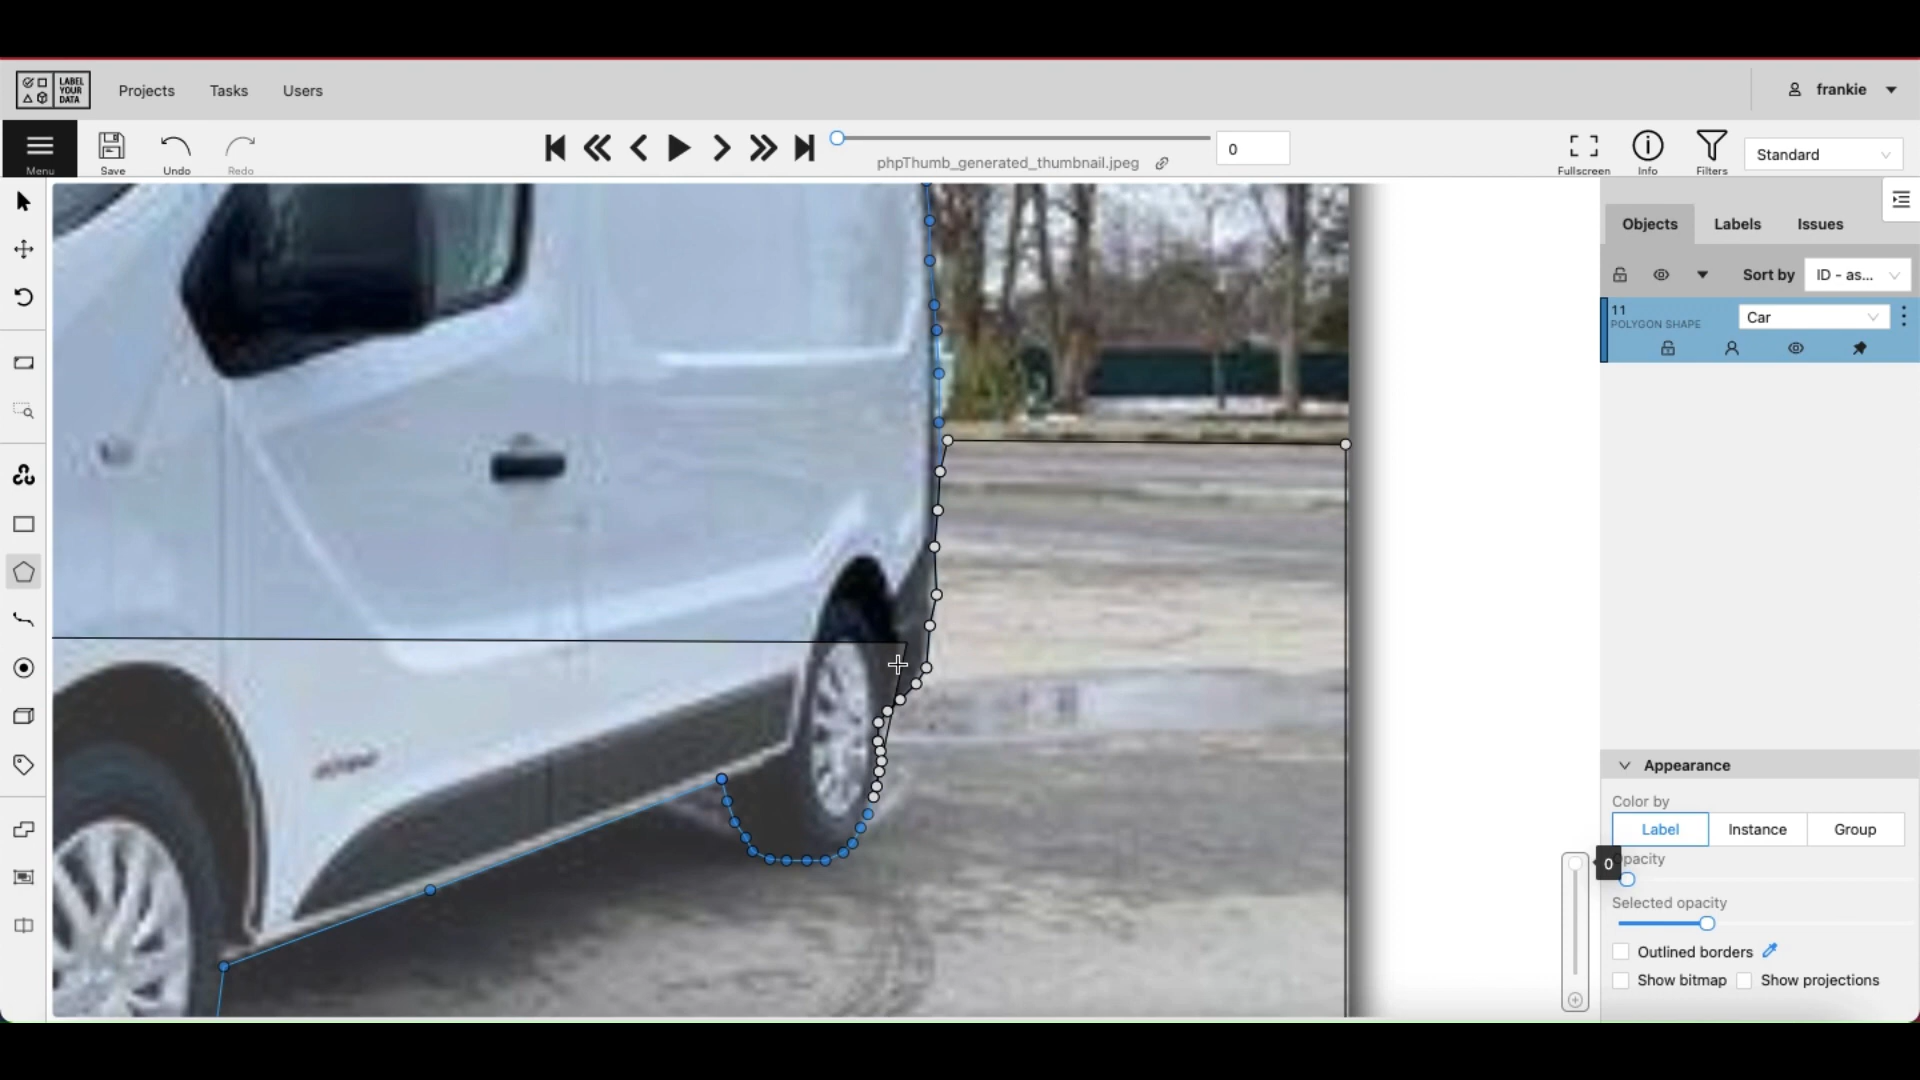 LABEL
YOUR
DATA
Projects Tasks Users
frankie
Menu Save Undo Redo
0
phpThumb_generated_thumbnail.jpeg
Fullscreen Info Filters
Standard
Objects Labels Issues
Sort by ID - as...
11
POLYGON SHAPE
Car
Appearance
Color by
Label Instance Group
0
pacity
Selected opacity
Outlined borders
Show bitmap Show projections